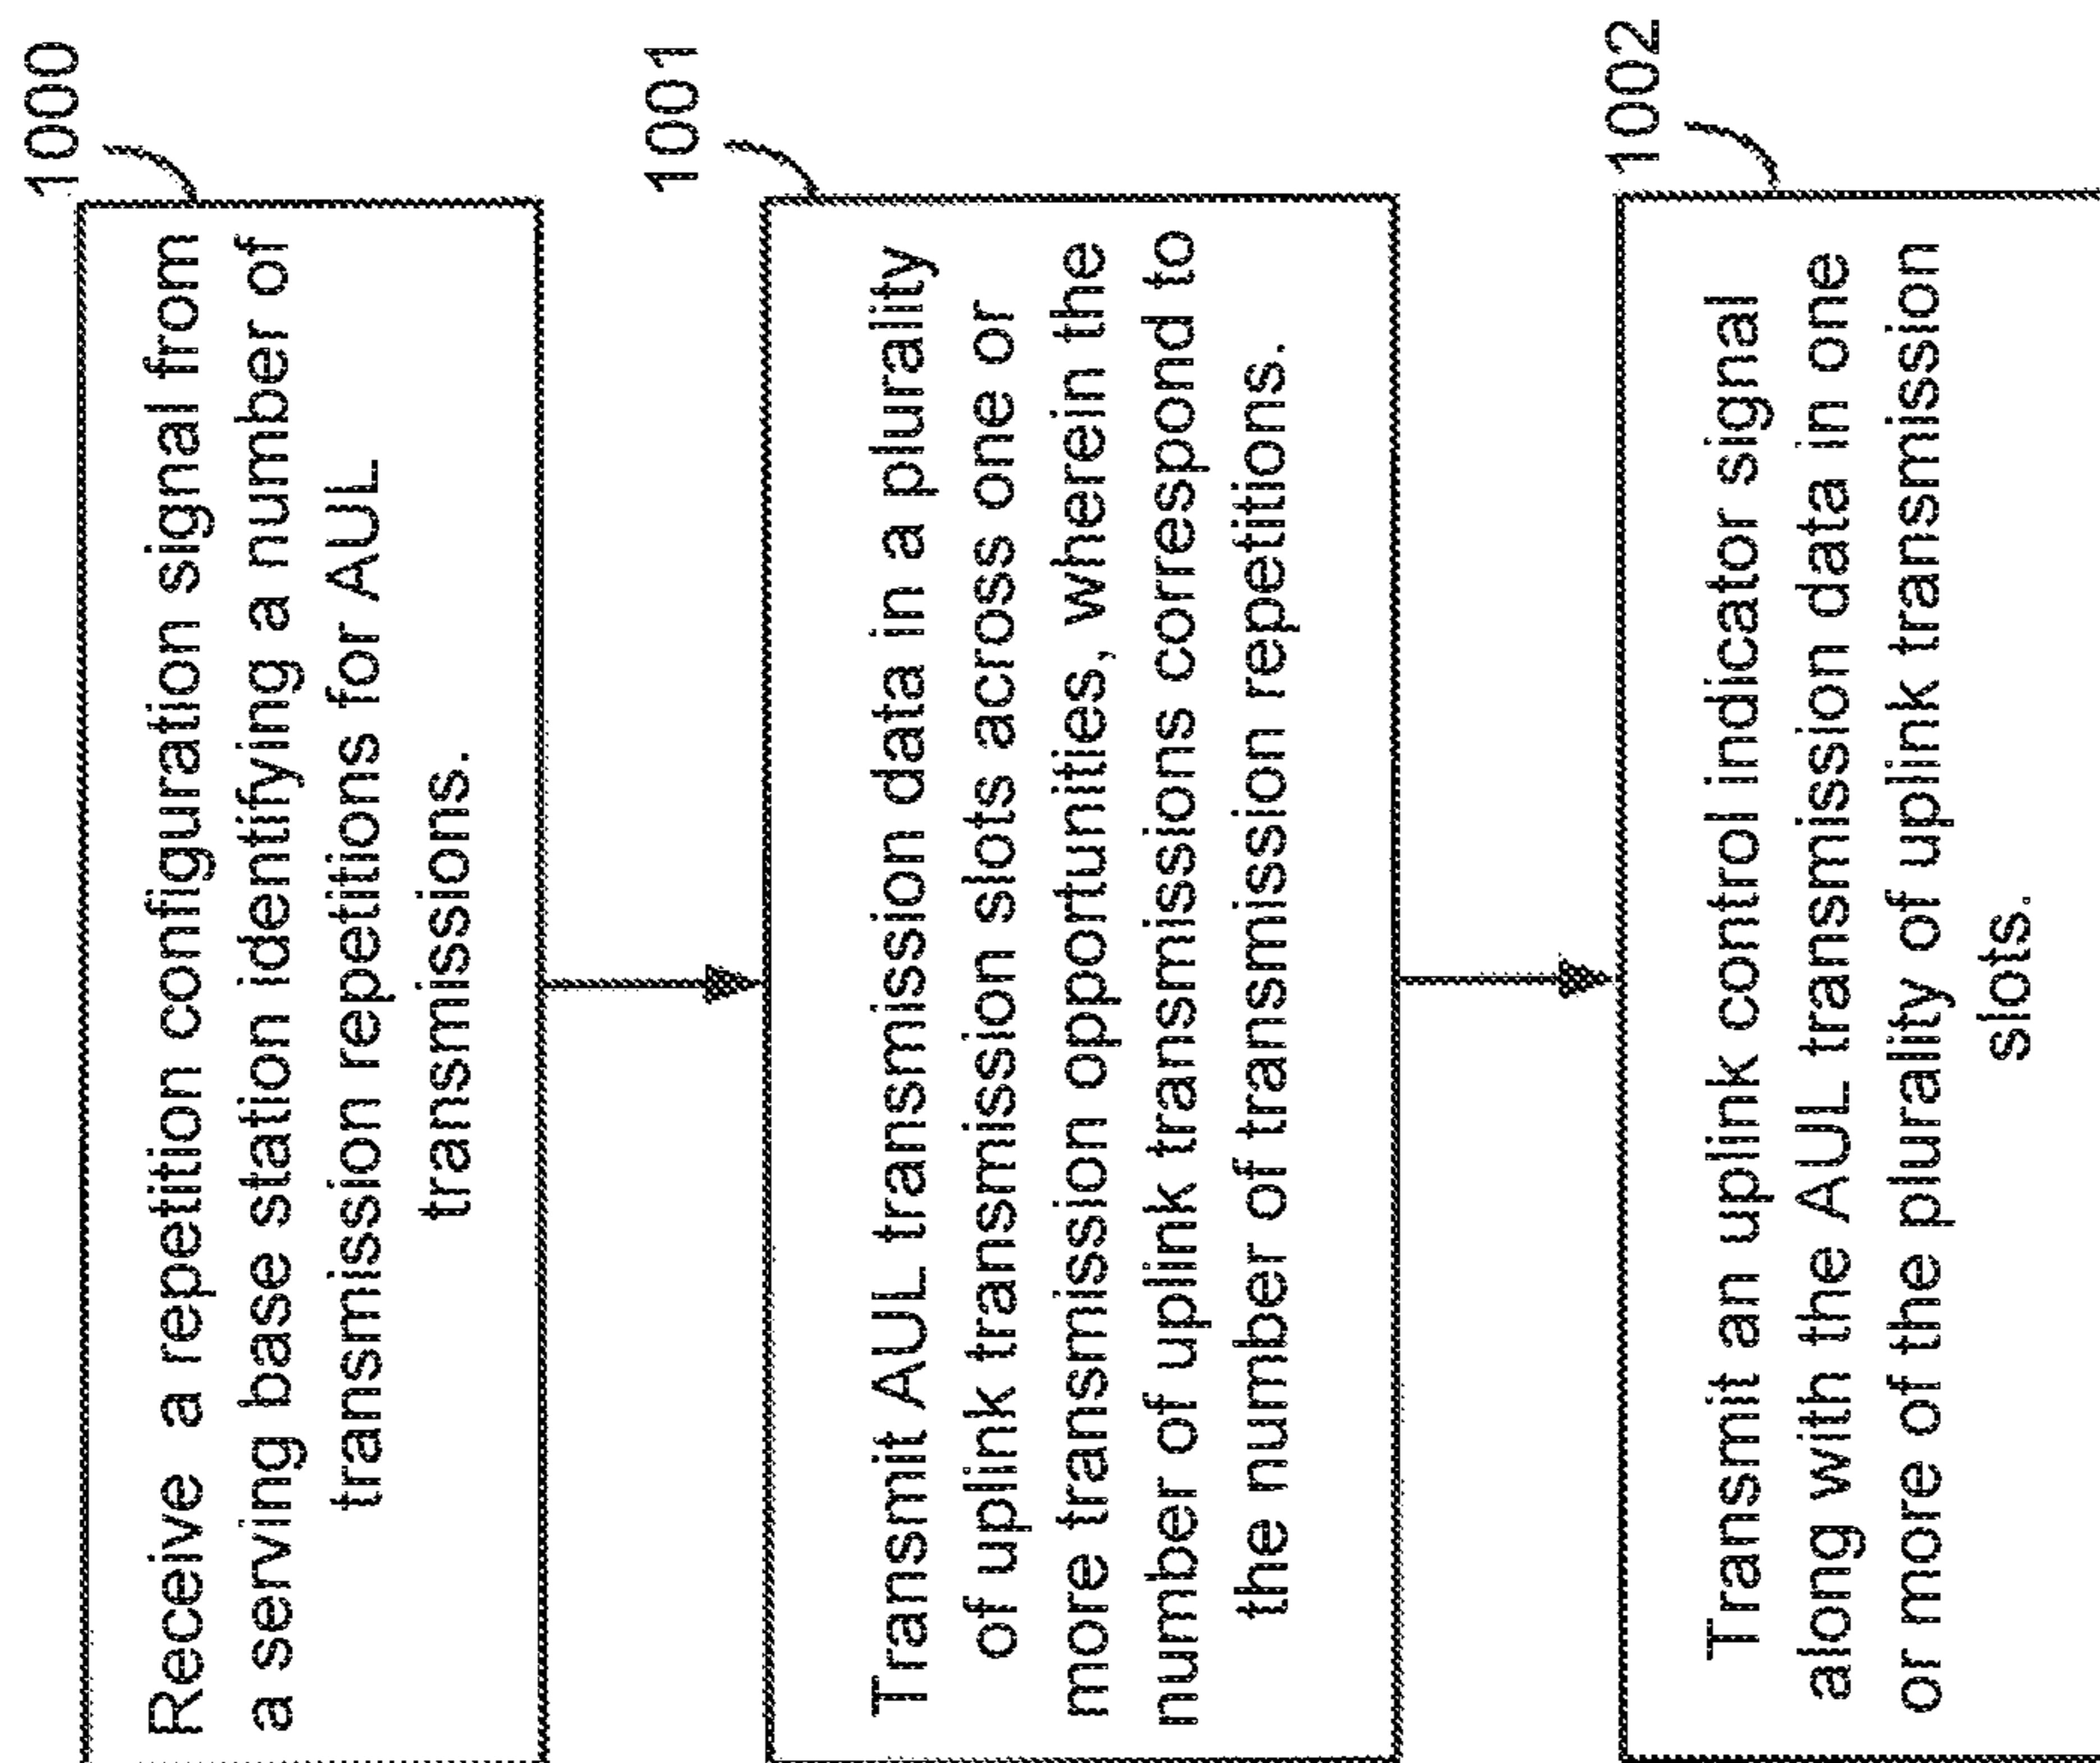 1000
Receive a repetition configuration signal from
a serving base station identifying a number of
transmission repetitions for AUL
transmissions.
1001
Transmit AUL transmission data in a plurality
of uplink transmission slots across one or
more transmission opportunities, wherein the
number of uplink transmissions correspond to
the number of transmission repetitions.
1002
Transmit an uplink control indicator signal
along with the AUL transmission data in one
or more of the plurality of uplink transmission
slots.